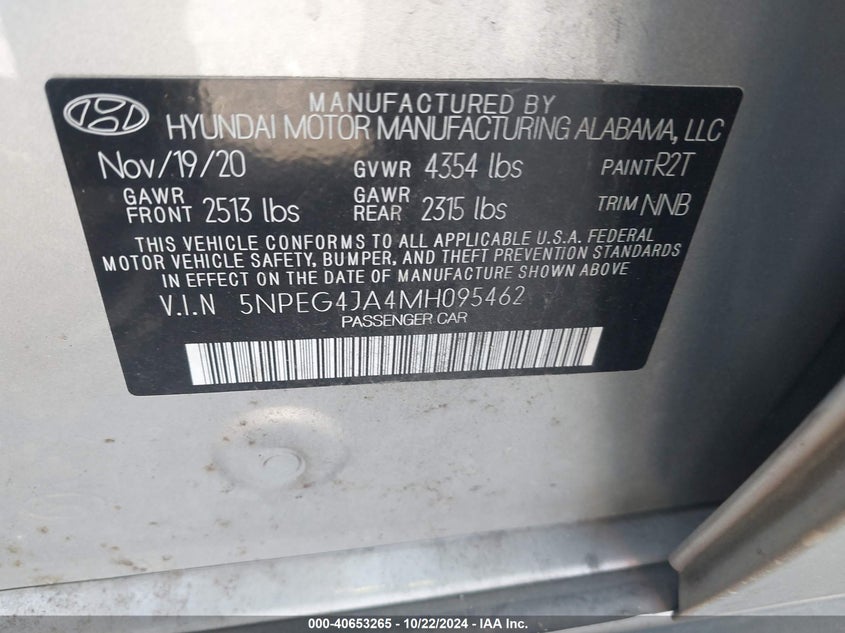 MANUFACTURED BY
HYUNDAI MOTOR MANUFACTURING ALABAMA, LLC
Nov/19/20 GVWR 4354 lbs PAINT R2T
GAWR FRONT 2513 lbs GAWR REAR 2315 lbs TRIM NNB
THIS VEHICLE CONFORMS TO ALL APPLICABLE U.S.A. FEDERAL
MOTOR VEHICLE SAFETY, BUMPER, AND THEFT PREVENTION STANDARDS
IN EFFECT ON THE DATE OF MANUFACTURE SHOWN ABOVE
V.I.N 5NPEG4JA4MH095462
PASSENGER CAR
000-40653265 - 10/22/2024 - IAA Inc.